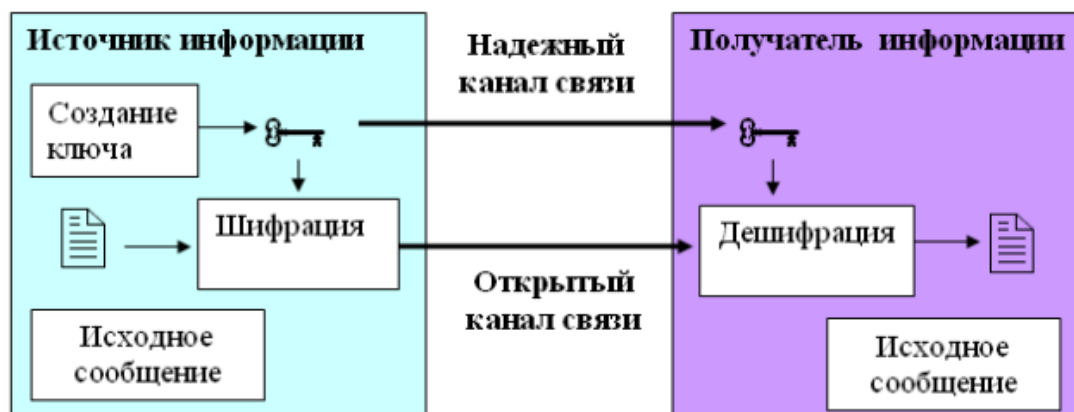 Источник информации
Создание
ключа
Шифрация
Исходное
сообщение
Надежный
канал связи
Открытый
канал связи
Получатель информации
Дешифрация
Исходное
сообщение